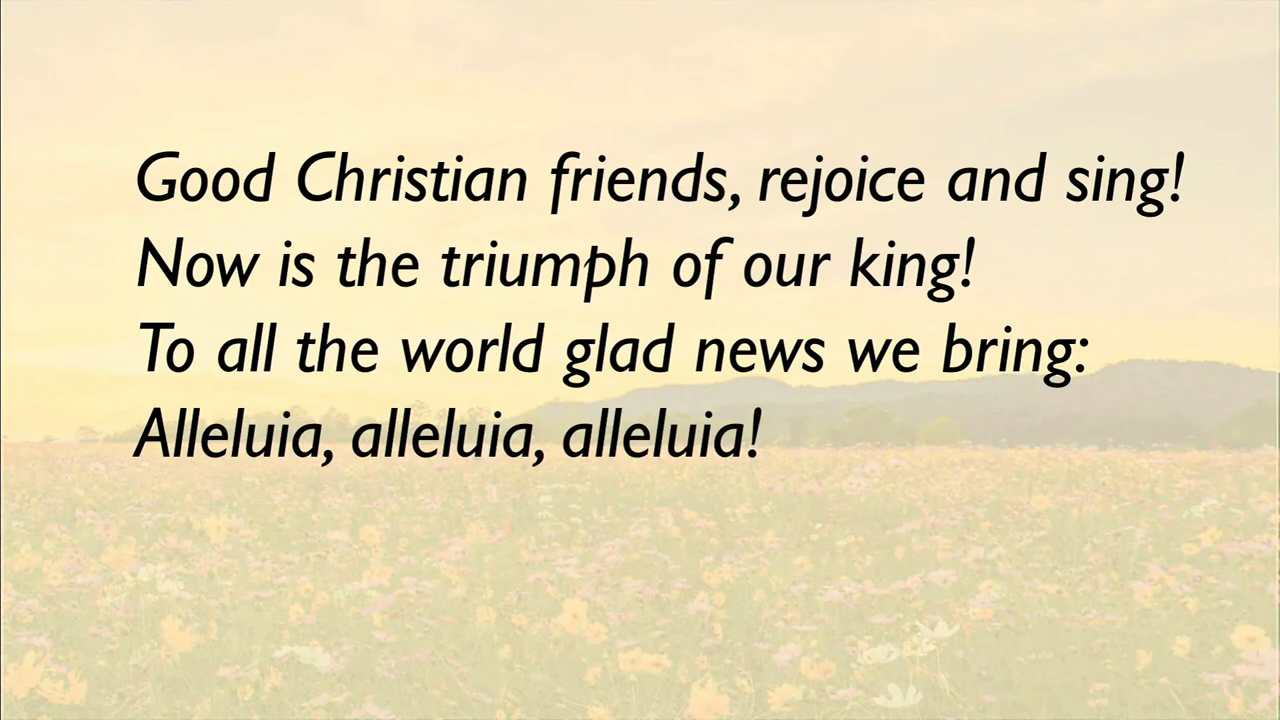 Good Christian friends, rejoice and sing!
Now is the triumph of our king!
To all the world glad news we bring:
Alleluia, alleluia, alleluia!